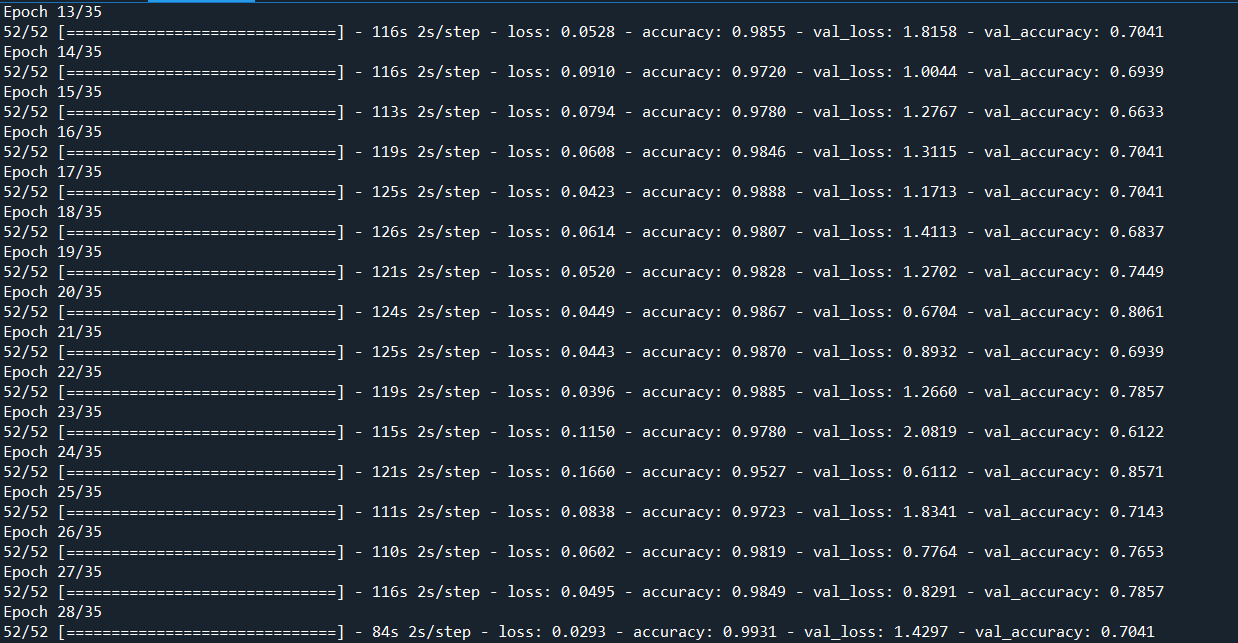 Epoch 13/35
52/52 [==============================] - 116s 2s/step - loss: 0.0528 - accuracy: 0.9855 - val_loss: 1.8158 - val_accuracy: 0.7041
Epoch 14/35
52/52 [==============================] - 116s 2s/step - loss: 0.0910 - accuracy: 0.9720 - val_loss: 1.0044 - val_accuracy: 0.6939
Epoch 15/35
52/52 [==============================] - 113s 2s/step - loss: 0.0794 - accuracy: 0.9780 - val_loss: 1.2767 - val_accuracy: 0.6633
Epoch 16/35
52/52 [==============================] - 119s 2s/step - loss: 0.0608 - accuracy: 0.9846 - val_loss: 1.3115 - val_accuracy: 0.7041
Epoch 17/35
52/52 [==============================] - 125s 2s/step - loss: 0.0423 - accuracy: 0.9888 - val_loss: 1.1713 - val_accuracy: 0.7041
Epoch 18/35
52/52 [==============================] - 126s 2s/step - loss: 0.0614 - accuracy: 0.9807 - val_loss: 1.4113 - val_accuracy: 0.6837
Epoch 19/35
52/52 [==============================] - 121s 2s/step - loss: 0.0520 - accuracy: 0.9828 - val_loss: 1.2702 - val_accuracy: 0.7449
Epoch 20/35
52/52 [==============================] - 124s 2s/step - loss: 0.0449 - accuracy: 0.9867 - val_loss: 0.6704 - val_accuracy: 0.8061
Epoch 21/35
52/52 [==============================] - 125s 2s/step - loss: 0.0443 - accuracy: 0.9870 - val_loss: 0.8932 - val_accuracy: 0.6939
Epoch 22/35
52/52 [==============================] - 119s 2s/step - loss: 0.0396 - accuracy: 0.9885 - val_loss: 1.2660 - val_accuracy: 0.7857
Epoch 23/35
52/52 [==============================] - 115s 2s/step - loss: 0.1150 - accuracy: 0.9780 - val_loss: 2.0819 - val_accuracy: 0.6122
Epoch 24/35
52/52 [==============================] - 121s 2s/step - loss: 0.1660 - accuracy: 0.9527 - val_loss: 0.6112 - val_accuracy: 0.8571
Epoch 25/35
52/52 [==============================] - 111s 2s/step - loss: 0.0838 - accuracy: 0.9723 - val_loss: 1.8341 - val_accuracy: 0.7143
Epoch 26/35
52/52 [==============================] - 110s 2s/step - loss: 0.0602 - accuracy: 0.9819 - val_loss: 0.7764 - val_accuracy: 0.7653
Epoch 27/35
52/52 [==============================] - 116s 2s/step - loss: 0.0495 - accuracy: 0.9849 - val_loss: 0.8291 - val_accuracy: 0.7857
Epoch 28/35
52/52 [==============================] - 84s 2s/step - loss: 0.0293 - accuracy: 0.9931 - val_loss: 1.4297 - val_accuracy: 0.7041